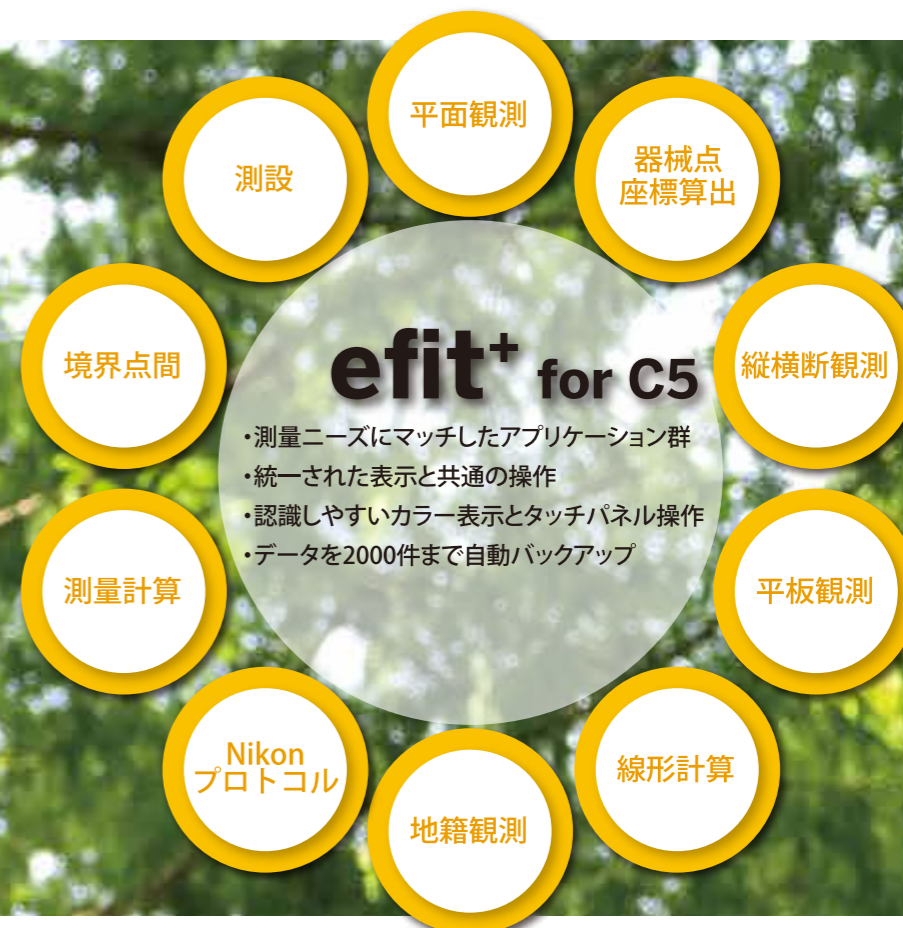 平面観測
器械点
座標算出
縦横断観測
平板観測
線形計算
地籍観測
Nikon
プロトコル
測量計算
境界点間
測設
efit+ for C5
・測量ニーズにマッチしたアプリケーション群
・統一された表示と共通の操作
・認識しやすいカラー表示とタッチパネル操作
・データを2000件まで自動バックアップ